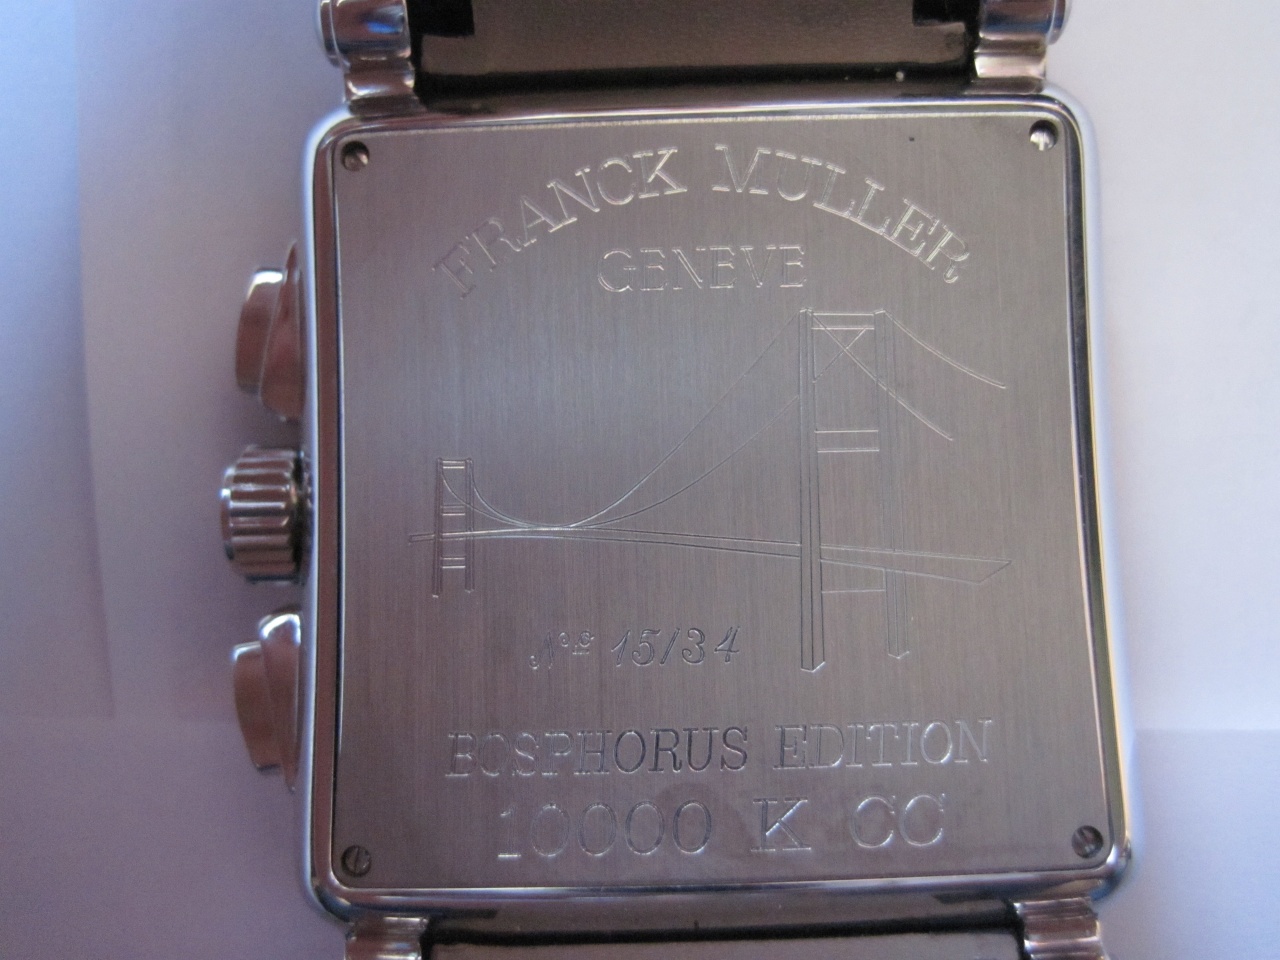 FRANCK MULLER
GENEVE
Nº 15/34
BOSPHORUS EDITION
10000 K CC